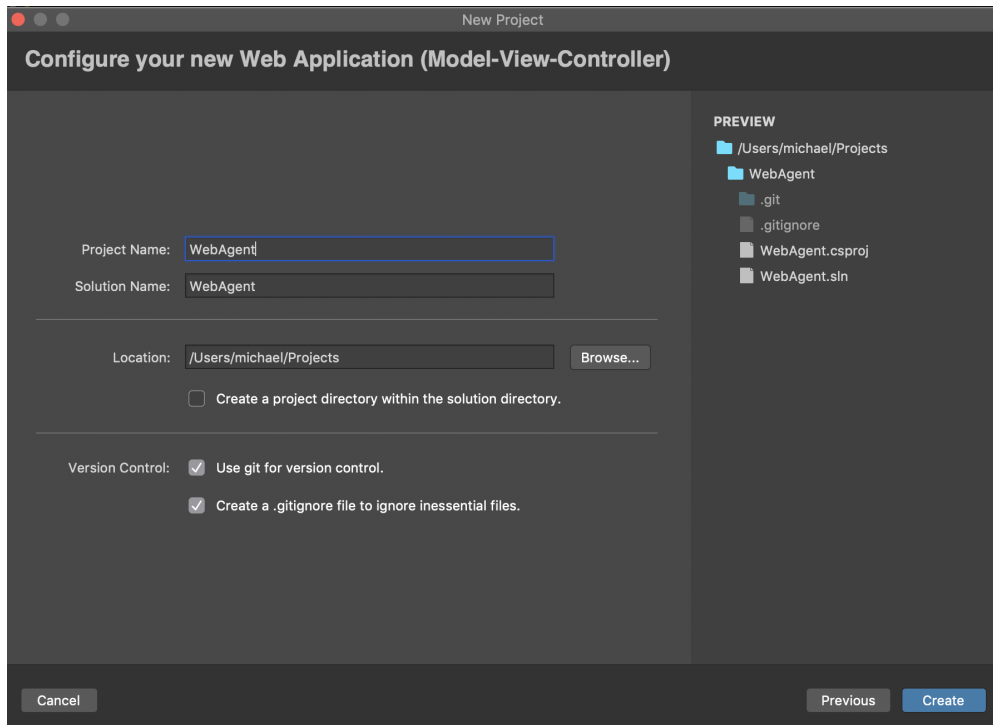 New Project
Configure your new Web Application (Model-View-Controller)
Project Name: WebAgent
Solution Name: WebAgent
Location: /Users/michael/Projects Browse...
Create a project directory within the solution directory.
Version Control: Use git for version control.
Create a .gitignore file to ignore inessential files.
PREVIEW
/Users/michael/Projects
WebAgent
.git
.gitignore
WebAgent.csproj
WebAgent.sln
Cancel Previous Create